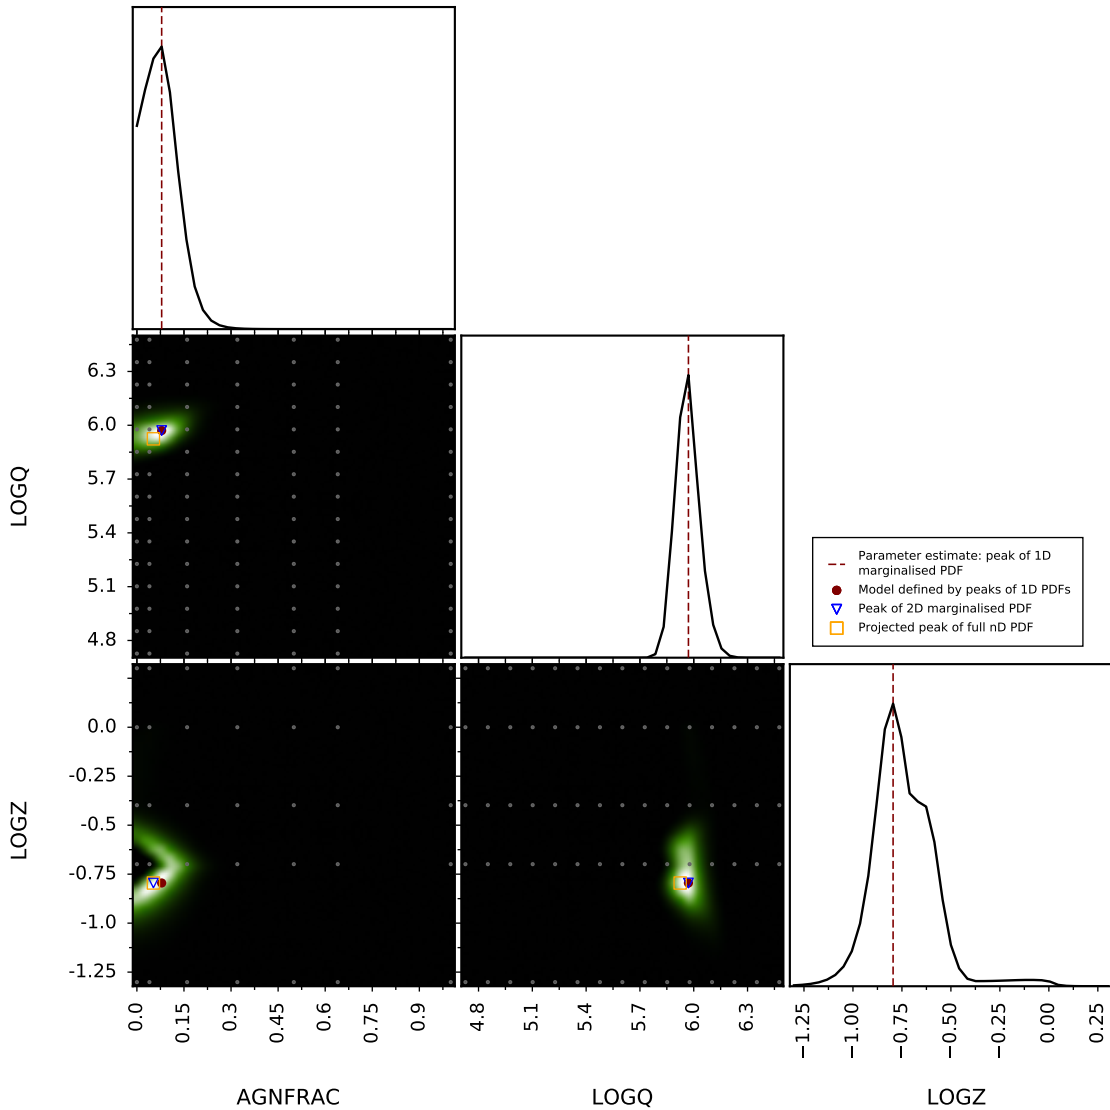 6.3
6.0
5.7
5.4
5.1
4.8
LOGQ
Parameter estimate: peak of 1D
marginalised PDF
Model defined by peaks of 1D PDFs
Peak of 2D marginalised PDF
Projected peak of full nD PDF
0.0
-0.25
-0.5
-0.75
-1.0
-1.25
LOGZ
0.0 0.15 0.3 0.45 0.6 0.75 0.9
4.8 5.1 5.4 5.7 6.0 6.3
−1.25 −1.00 −0.75 −0.50 −0.25 0.00 0.25
AGNFRAC LOGQ LOGZ